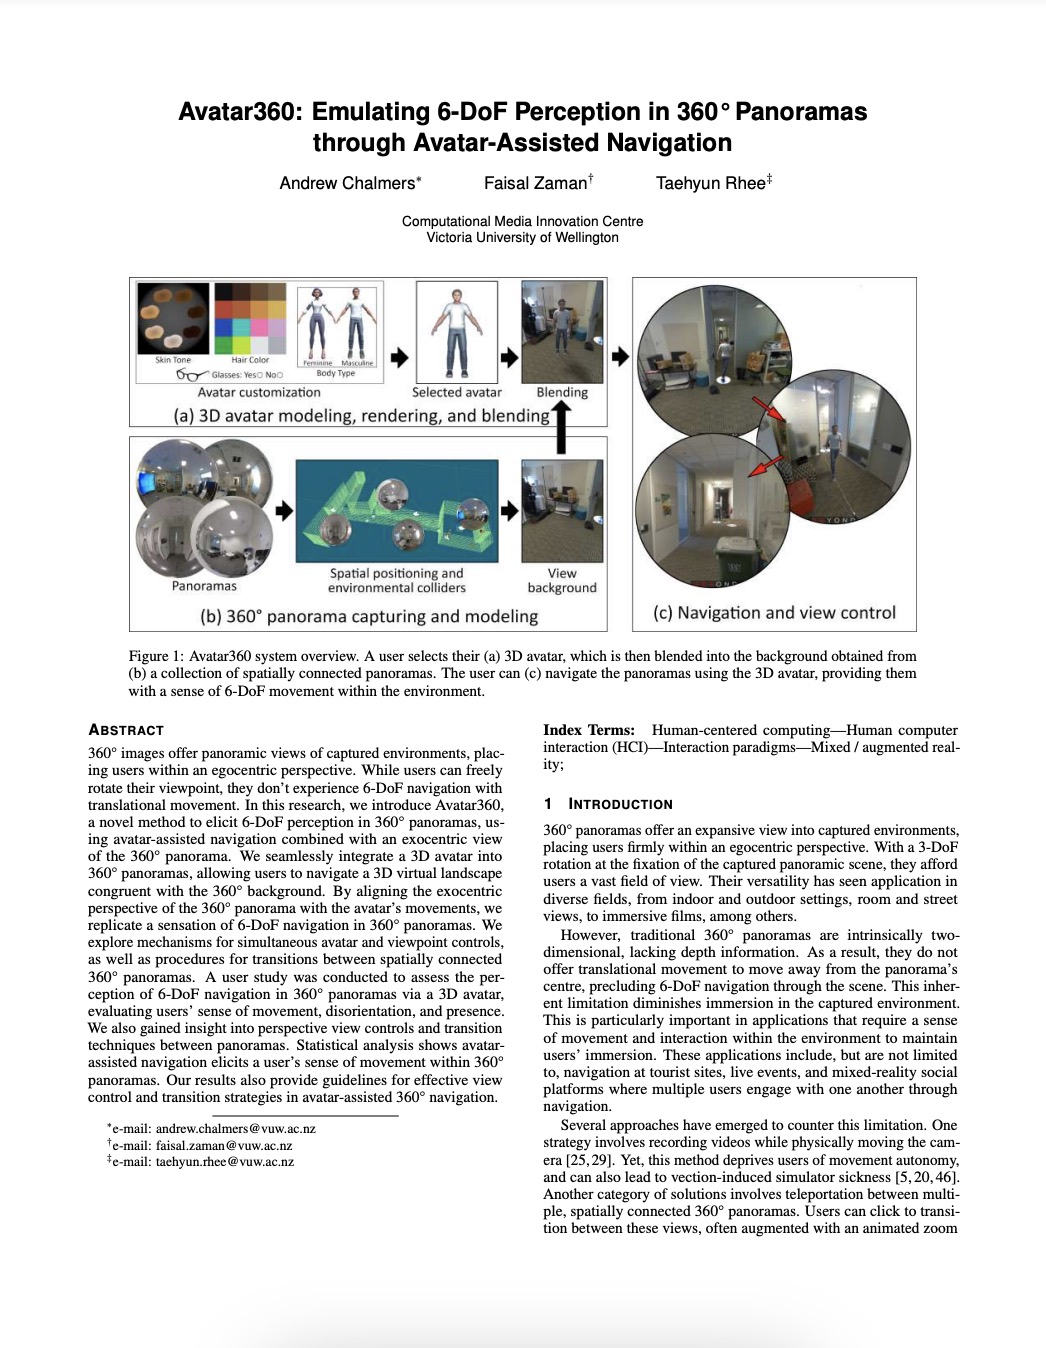 Avatar360: Emulating 6-DoF Perception in 360° Panoramas
through Avatar-Assisted Navigation
Andrew Chalmers* Faisal Zaman† Taehyun Rhee‡
Computational Media Innovation Centre
Victoria University of Wellington
Skin Tone
Hair Color
Glasses: Yes○ No○
Feminine Masculine
Body Type
Avatar customization
Selected avatar
Blending
(a) 3D avatar modeling, rendering, and blending
Panoramas
Spatial positioning and
environmental colliders
View
background
(b) 360° panorama capturing and modeling
YOND
OND
(c) Navigation and view control
Figure 1: Avatar360 system overview. A user selects their (a) 3D avatar, which is then blended into the background obtained from
(b) a collection of spatially connected panoramas. The user can (c) navigate the panoramas using the 3D avatar, providing them
with a sense of 6-DoF movement within the environment.
ABSTRACT
360° images offer panoramic views of captured environments, plac-
ing users within an egocentric perspective. While users can freely
rotate their viewpoint, they don't experience 6-DoF navigation with
translational movement. In this research, we introduce Avatar360,
a novel method to elicit 6-DoF perception in 360° panoramas, us-
ing avatar-assisted navigation combined with an exocentric view
of the 360° panorama. We seamlessly integrate a 3D avatar into
360° panoramas, allowing users to navigate a 3D virtual landscape
congruent with the 360° background. By aligning the exocentric
perspective of the 360° panorama with the avatar's movements, we
replicate a sensation of 6-DoF navigation in 360° panoramas. We
explore mechanisms for simultaneous avatar and viewpoint controls,
as well as procedures for transitions between spatially connected
360° panoramas. A user study was conducted to assess the per-
ception of 6-DoF navigation in 360° panoramas via a 3D avatar,
evaluating users' sense of movement, disorientation, and presence.
We also gained insight into perspective view controls and transition
techniques between panoramas. Statistical analysis shows avatar-
assisted navigation elicits a user's sense of movement within 360°
panoramas. Our results also provide guidelines for effective view
control and transition strategies in avatar-assisted 360° navigation.
*e-mail: andrew.chalmers@vuw.ac.nz
†e-mail: faisal.zaman@vuw.ac.nz
‡e-mail: taehyun.rhee@vuw.ac.nz
Index Terms: Human-centered computing—Human computer
interaction (HCI)—Interaction paradigms—Mixed / augmented real-
ity;
1 INTRODUCTION
360° panoramas offer an expansive view into captured environments,
placing users firmly within an egocentric perspective. With a 3-DoF
rotation at the fixation of the captured panoramic scene, they afford
users a vast field of view. Their versatility has seen application in
diverse fields, from indoor and outdoor settings, room and street
views, to immersive films, among others.
However, traditional 360° panoramas are intrinsically two-
dimensional, lacking depth information. As a result, they do not
offer translational movement to move away from the panorama's
centre, precluding 6-DoF navigation through the scene. This inher-
ent limitation diminishes immersion in the captured environment.
This is particularly important in applications that require a sense
of movement and interaction within the environment to maintain
users' immersion. These applications include, but are not limited
to, navigation at tourist sites, live events, and mixed-reality social
platforms where multiple users engage with one another through
navigation.
Several approaches have emerged to counter this limitation. One
strategy involves recording videos while physically moving the cam-
era [25, 29]. Yet, this method deprives users of movement autonomy,
and can also lead to vection-induced simulator sickness [5, 20, 46].
Another category of solutions involves teleportation between multi-
ple, spatially connected 360° panoramas. Users can click to transi-
tion between these views, often augmented with an animated zoom